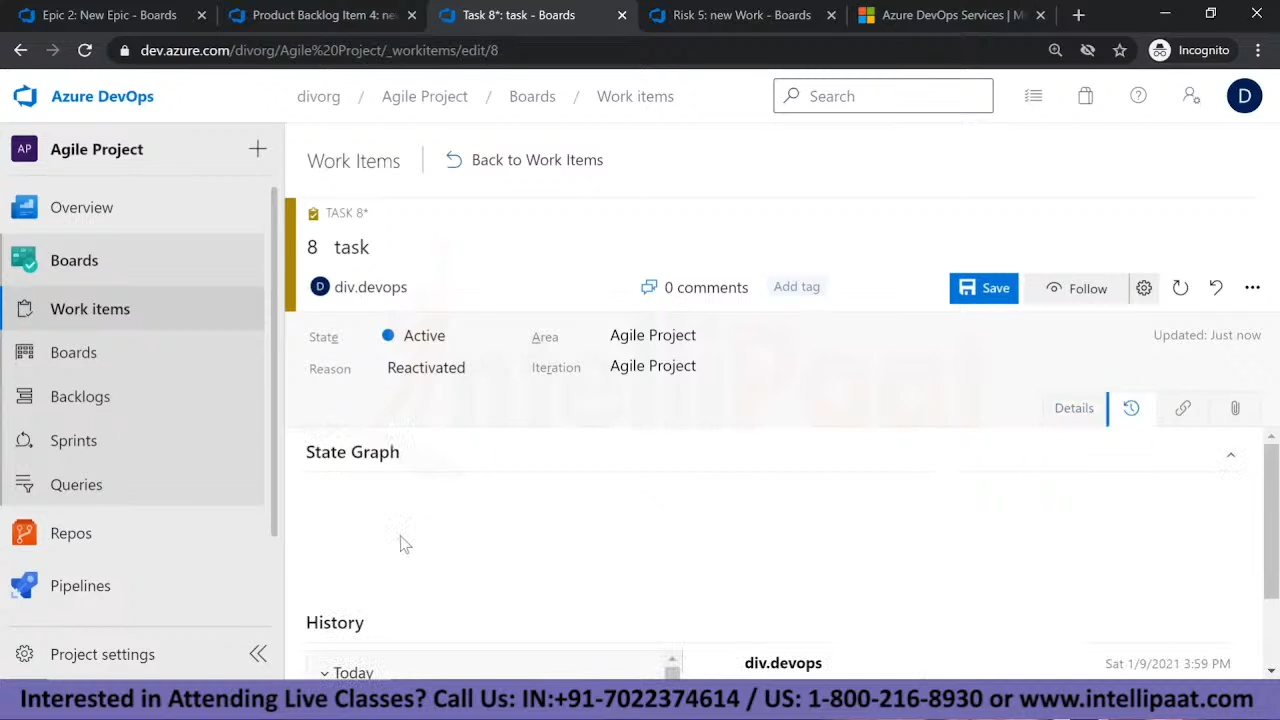 Epic 2: New Epic - Boards
Product Backlog Item 4: ne
Task 8*: task - Boards
Risk 5: new Work - Boards
Azure DevOps Services | M
dev.azure.com/divorg/Agile%20Project/_workitems/edit/8
Incognito
Azure DevOps
divorg / Agile Project / Boards / Work items
Search
D
AP Agile Project
Work Items
Back to Work Items
Overview
TASK 8*
8 task
Boards
D div.devops
0 comments
Add tag
Save
Follow
Work items
State Active
Area Agile Project
Updated: Just now
Boards
Reason Reactivated
Iteration Agile Project
Backlogs
Details
Sprints
State Graph
Queries
Repos
Pipelines
History
Project settings
Today
div.devops
Sat 1/9/2021 3:59 PM
IntelliPaat
Interested in Attending Live Classes? Call Us: IN:+91-7022374614 / US: 1-800-216-8930 or www.intellipaat.com